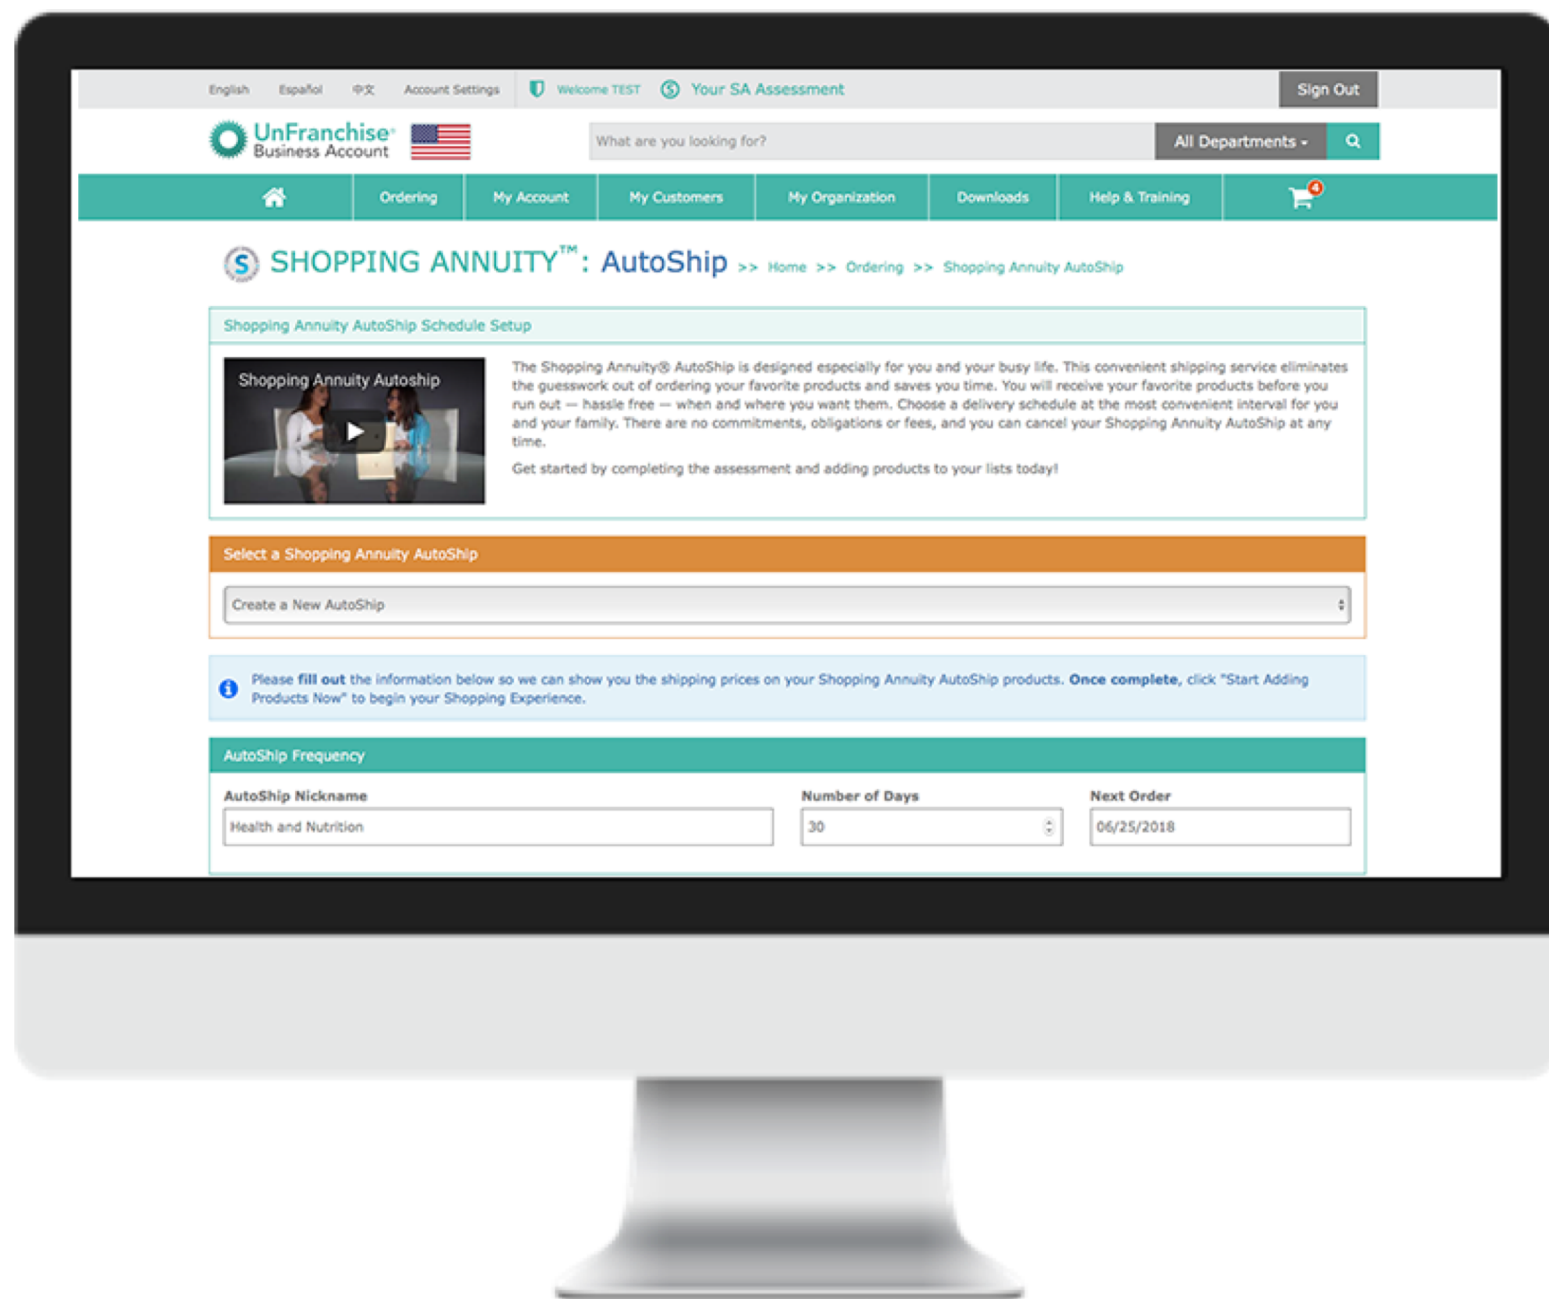 English Español 中文 Account Settings Welcome TEST Your SA Assessment Sign Out
UnFranchise®
Business Account
What are you looking for? All Departments
Ordering My Account My Customers My Organization Downloads Help & Training 4
SHOPPING ANNUITY™: AutoShip >> Home >> Ordering >> Shopping Annuity AutoShip
Shopping Annuity AutoShip Schedule Setup
Shopping Annuity Autoship
The Shopping Annuity® AutoShip is designed especially for you and your busy life. This convenient shipping service eliminates
the guesswork out of ordering your favorite products and saves you time. You will receive your favorite products before you
run out — hassle free — when and where you want them. Choose a delivery schedule at the most convenient interval for you
and your family. There are no commitments, obligations or fees, and you can cancel your Shopping Annuity AutoShip at any
time.
Get started by completing the assessment and adding products to your lists today!
Select a Shopping Annuity AutoShip
Create a New AutoShip
Please fill out the information below so we can show you the shipping prices on your Shopping Annuity AutoShip products. Once complete, click "Start Adding
Products Now" to begin your Shopping Experience.
AutoShip Frequency
AutoShip Nickname Number of Days Next Order
Health and Nutrition 30 06/25/2018